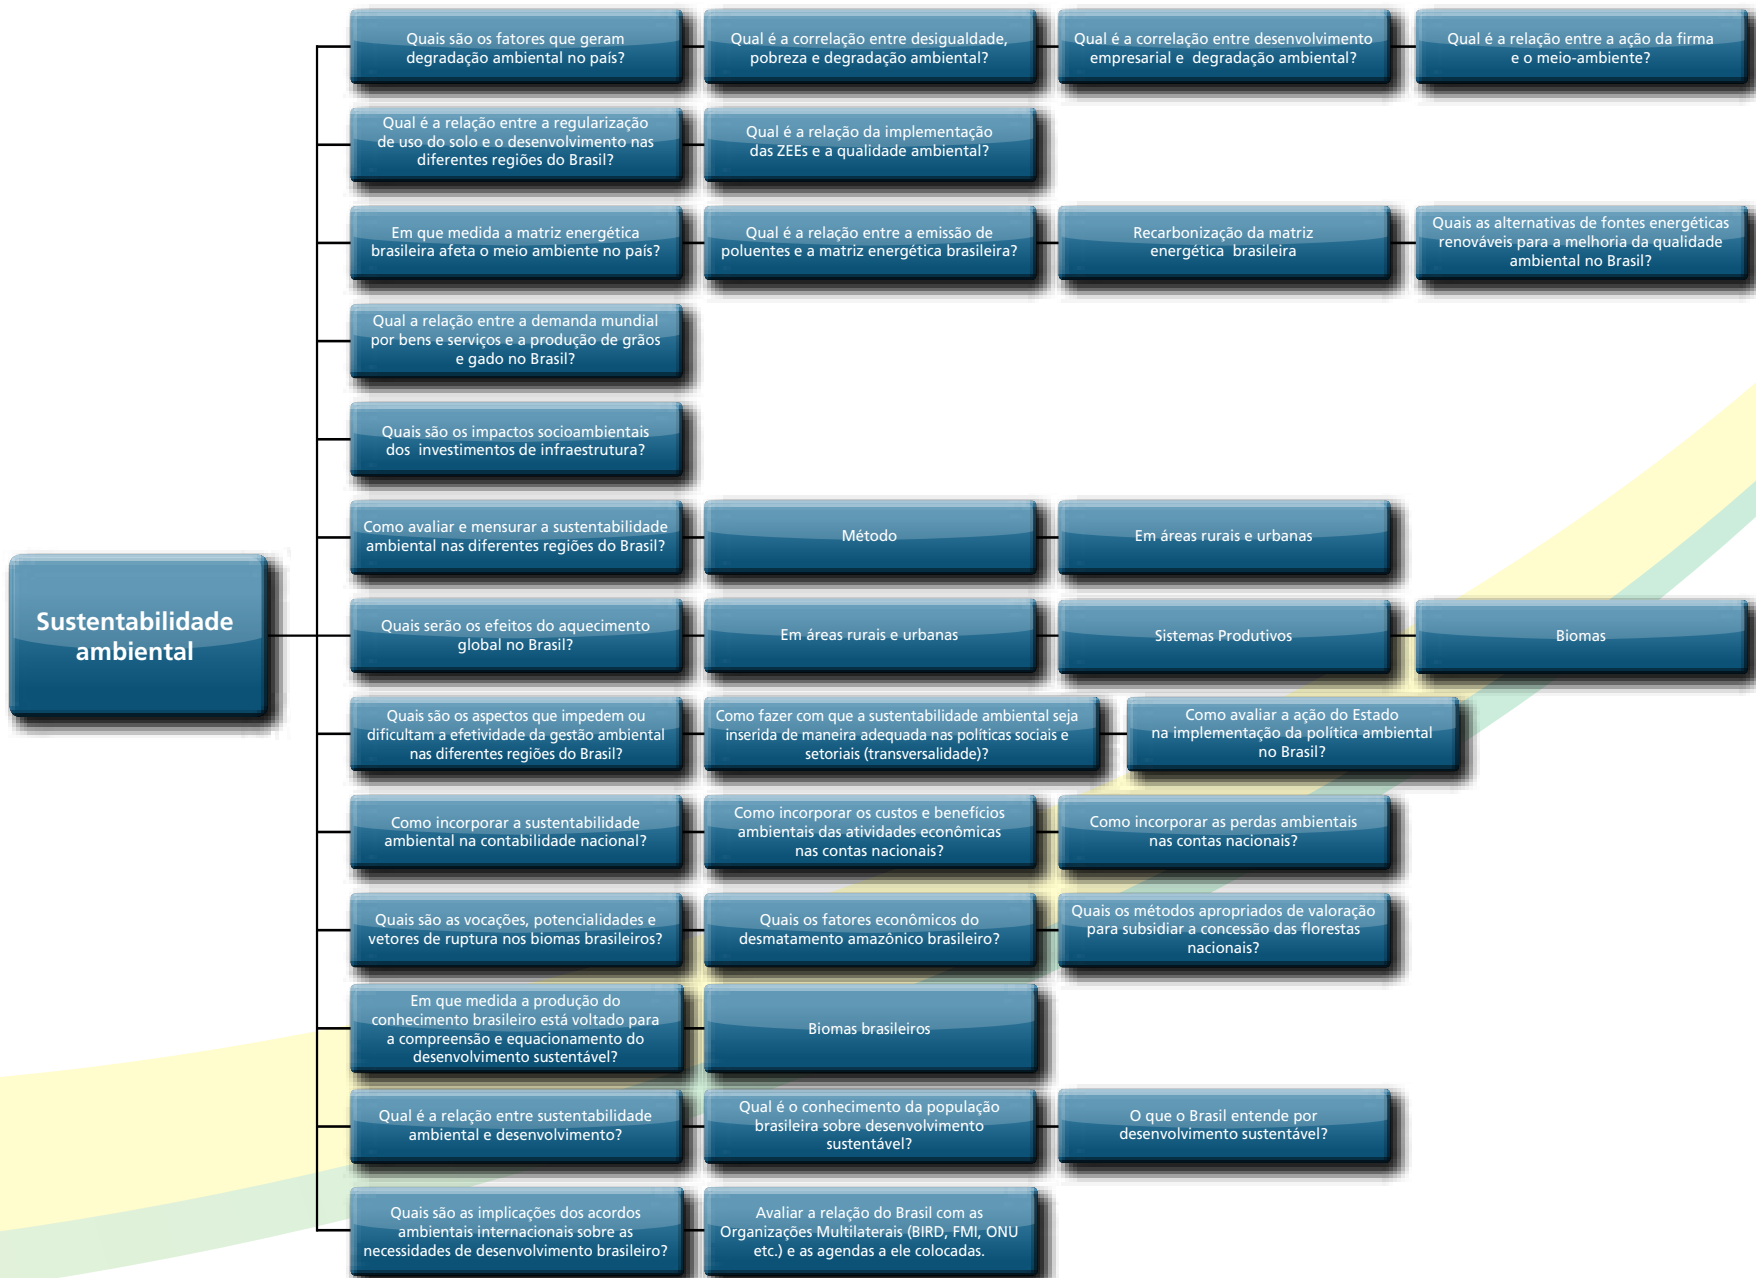 Quais são os fatores que geram
degradação ambiental no país?
Qual é a correlação entre desigualdade,
pobreza e degradação ambiental?
Qual é a correlação entre desenvolvimento
empresarial e degradação ambiental?
Qual é a relação entre a ação da firma
e o meio-ambiente?
Qual é a relação entre a regularização
de uso do solo e o desenvolvimento nas
diferentes regiões do Brasil?
Qual é a relação da implementação
das ZEEs e a qualidade ambiental?
Em que medida a matriz energética
brasileira afeta o meio ambiente no país?
Qual é a relação entre a emissão de
poluentes e a matriz energética brasileira?
Recarbonização da matriz
energética brasileira
Quais as alternativas de fontes energéticas
renováveis para a melhoria da qualidade
ambiental no Brasil?
Qual a relação entre a demanda mundial
por bens e serviços e a produção de grãos
e gado no Brasil?
Quais são os impactos socioambientais
dos investimentos de infraestrutura?
Como avaliar e mensurar a sustentabilidade
ambiental nas diferentes regiões do Brasil?
Método
Em áreas rurais e urbanas
Sustentabilidade
ambiental
Quais serão os efeitos do aquecimento
global no Brasil?
Em áreas rurais e urbanas
Sistemas Produtivos
Biomas
Quais são os aspectos que impedem ou
dificultam a efetividade da gestão ambiental
nas diferentes regiões do Brasil?
Como fazer com que a sustentabilidade ambiental seja
inserida de maneira adequada nas políticas sociais e
setoriais (transversalidade)?
Como avaliar a ação do Estado
na implementação da política ambiental
no Brasil?
Como incorporar a sustentabilidade
ambiental na contabilidade nacional?
Como incorporar os custos e benefícios
ambientais das atividades econômicas
nas contas nacionais?
Como incorporar as perdas ambientais
nas contas nacionais?
Quais são as vocações, potencialidades e
vetores de ruptura nos biomas brasileiros?
Quais os fatores econômicos do
desmatamento amazônico brasileiro?
Quais os métodos apropriados de valoração
para subsidiar a concessão das florestas
nacionais?
Em que medida a produção do
conhecimento brasileiro está voltado para
a compreensão e equacionamento do
desenvolvimento sustentável?
Biomas brasileiros
Qual é a relação entre sustentabilidade
ambiental e desenvolvimento?
Qual é o conhecimento da população
brasileira sobre desenvolvimento
sustentável?
O que o Brasil entende por
desenvolvimento sustentável?
Quais são as implicações dos acordos
ambientais internacionais sobre as
necessidades de desenvolvimento brasileiro?
Avaliar a relação do Brasil com as
Organizações Multilaterais (BIRD, FMI, ONU
etc.) e as agendas a ele colocadas.